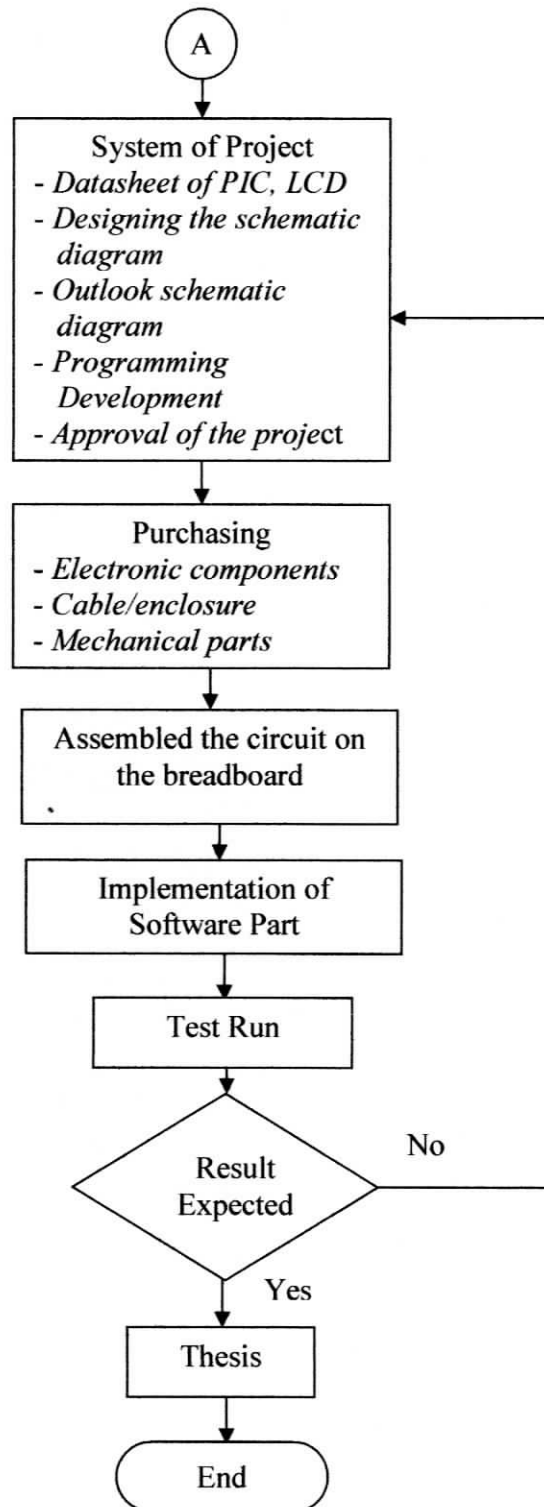 A
System of Project
- Datasheet of PIC, LCD
- Designing the schematic
diagram
- Outlook schematic
diagram
- Programming
Development
- Approval of the project
Purchasing
- Electronic components
- Cable/enclosure
- Mechanical parts
Assembled the circuit on
the breadboard
Implementation of
Software Part
Test Run
Result
Expected
No
Yes
Thesis
End